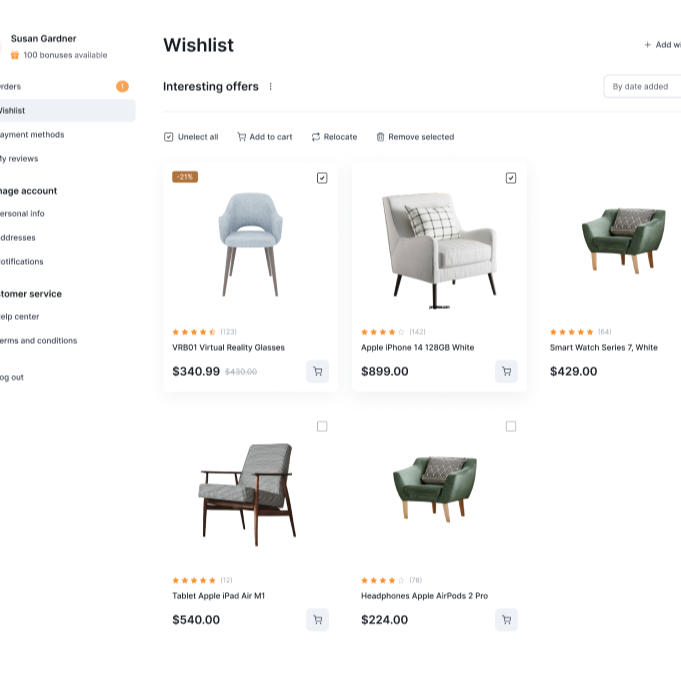 Susan Gardner
100 bonuses available
rders
1
Wishlist
ayment methods
My reviews
nage account
ersonal info
ddresses
otifications
stomer service
elp center
erms and conditions
og out
Wishlist
+ Add wi
Interesting offers
By date added
Unelect all
Add to cart
Relocate
Remove selected
-21%
(123)
VRB01 Virtual Reality Glasses
$340.99 $430.00
(142)
Apple iPhone 14 128GB White
$899.00
(64)
Smart Watch Series 7, White
$429.00
(12)
Tablet Apple iPad Air M1
$540.00
(78)
Headphones Apple AirPods 2 Pro
$224.00